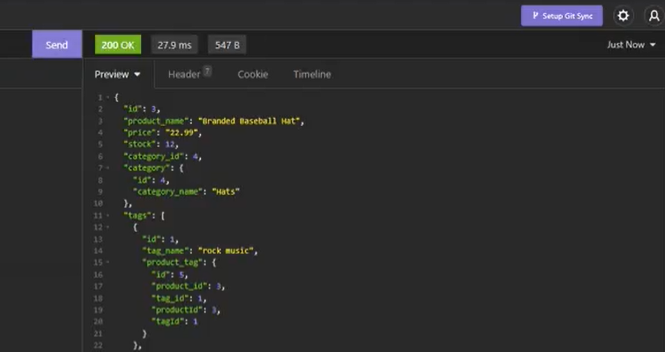 Setup Git Sync
Send
200 OK
27.9 ms
547 B
Just Now
Preview
Header 7
Cookie
Timeline
1 {
2 "id": 3,
3 "product_name": "Branded Baseball Hat",
4 "price": "22.99",
5 "stock": 12,
6 "category_id": 4,
7 "category": {
8 "id": 4,
9 "category_name": "Hats"
10 },
11 "tags": [
12 {
13 "id": 1,
14 "tag_name": "rock music",
15 "product_tag": {
16 "id": 5,
17 "product_id": 3,
18 "tag_id": 1,
19 "productId": 3,
20 "tagId": 1
21 }
22 },